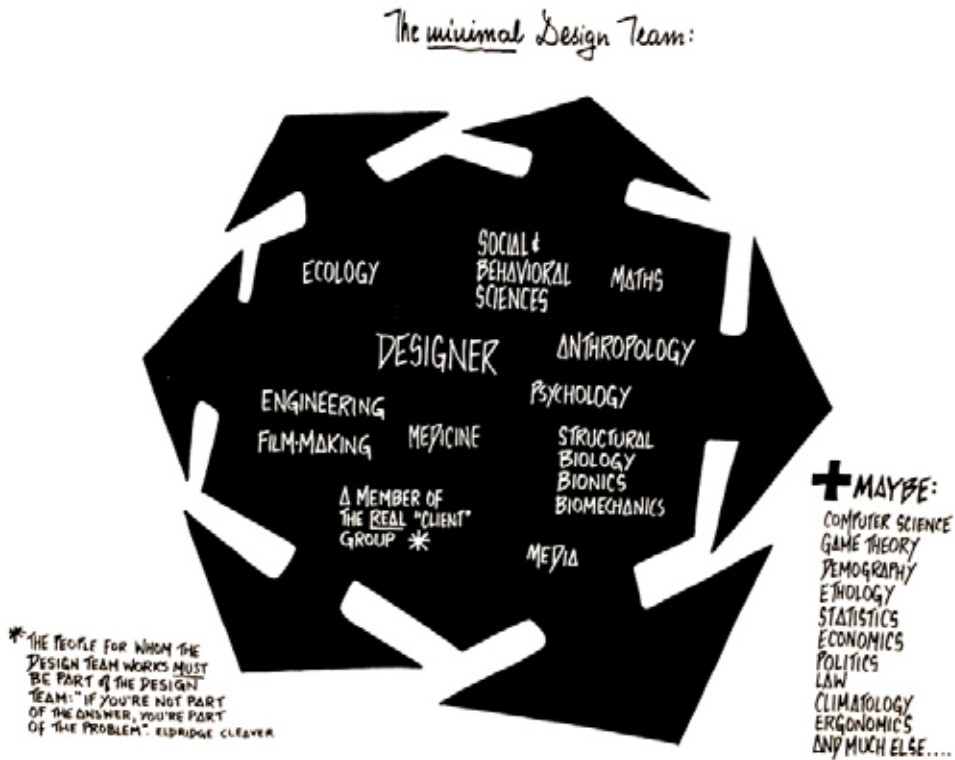 The minimal Design Team:
ECOLOGY
SOCIAL &
BEHAVIORAL
SCIENCES
MATHS
DESIGNER
ANTHROPOLOGY
ENGINEERING
PSYCHOLOGY
FILM-MAKING
MEDICINE
STRUCTURAL
BIOLOGY
BIONICS
BIOMECHANICS
A MEMBER OF
THE REAL "CLIENT"
GROUP *
MEDIA
+ MAYBE:
COMPUTER SCIENCE
GAME THEORY
DEMOGRAPHY
ETHOLOGY
STATISTICS
ECONOMICS
POLITICS
LAW
CLIMATOLOGY
ERGONOMICS
AND MUCH ELSE....
* THE PEOPLE FOR WHOM THE
DESIGN TEAM WORKS MUST
BE PART of THE DESIGN
TEAM: "IF YOU'RE NOT PART
OF THE ANSWER, YOU'RE PART
OF THE PROBLEM". ELDRIDGE CLEAVER